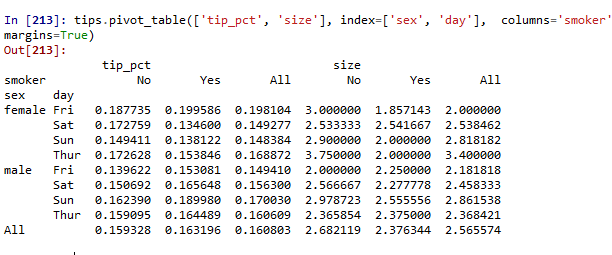 In [213]: tips.pivot_table(['tip_pct', 'size'], index=['sex', 'day'],  columns='smoker'
margins=True)
Out[213]:
             tip_pct                          size
smoker            No       Yes       All        No       Yes       All
sex    day
female Fri  0.187735  0.199586  0.198104  3.000000  1.857143  2.000000
       Sat  0.172759  0.134600  0.149277  2.533333  2.541667  2.538462
       Sun  0.149411  0.138122  0.148384  2.900000  2.000000  2.818182
       Thur 0.172628  0.153846  0.168872  3.750000  2.000000  3.400000
male   Fri  0.139622  0.153081  0.149410  2.000000  2.250000  2.181818
       Sat  0.150692  0.165648  0.156300  2.566667  2.277778  2.458333
       Sun  0.162390  0.189980  0.170030  2.978723  2.555556  2.861538
       Thur 0.159095  0.164489  0.160609  2.365854  2.375000  2.368421
All         0.159328  0.163196  0.160803  2.682119  2.376344  2.565574